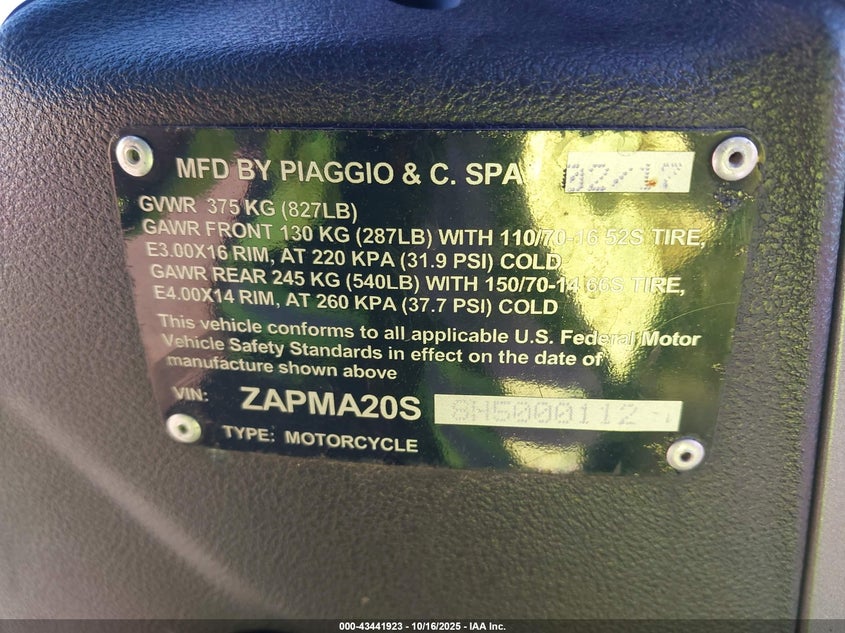 MFD BY PIAGGIO & C. SPA 02/17
GVWR 375 KG (827LB)
GAWR FRONT 130 KG (287LB) WITH 110/70-16 52S TIRE,
E3.00X16 RIM, AT 220 KPA (31.9 PSI) COLD
GAWR REAR 245 KG (540LB) WITH 150/70-14 66S TIRE,
E4.00X14 RIM, AT 260 KPA (37.7 PSI) COLD
This vehicle conforms to all applicable U.S. Federal Motor
Vehicle Safety Standards in effect on the date of
manufacture shown above
VIN: ZAPMA20S 8H5000112
TYPE: MOTORCYCLE
000-43441923 - 10/16/2025 - IAA Inc.